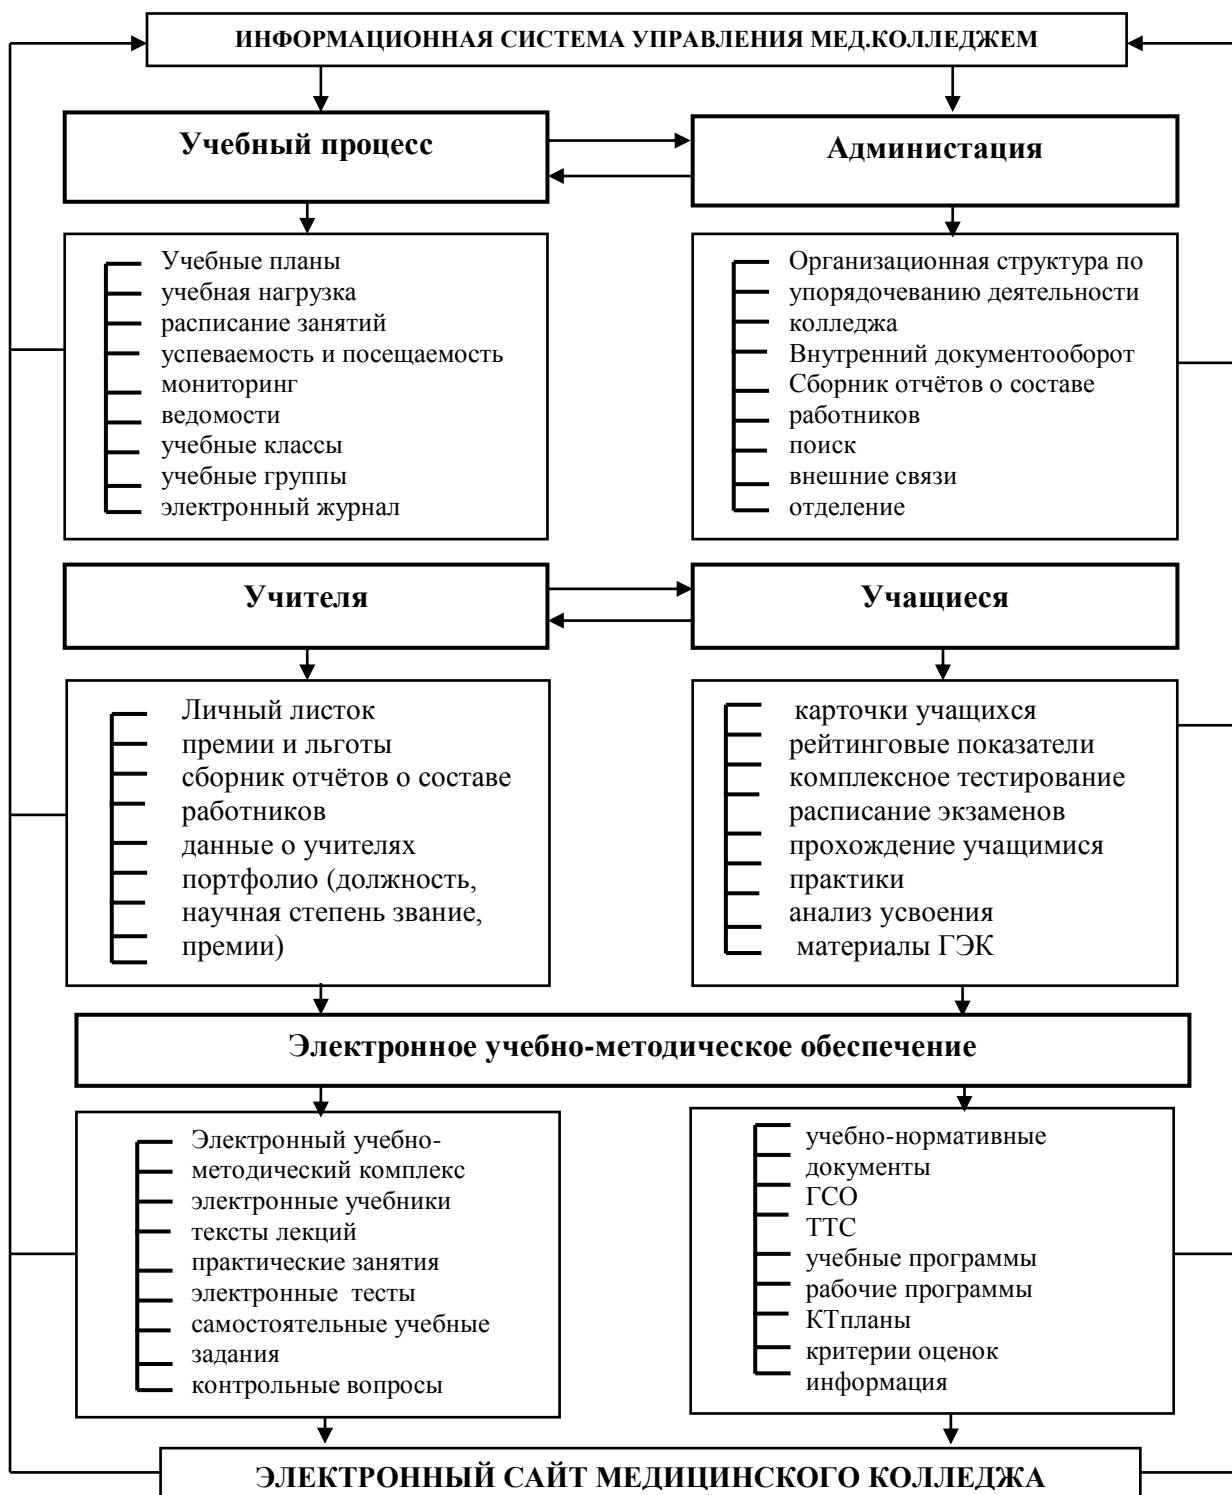 ИНФОРМАЦИОННАЯ СИСТЕМА УПРАВЛЕНИЯ МЕД.КОЛЛЕДЖЕМ
Учебный процесс
Администация
Учебные планы
учебная нагрузка
расписание занятий
успеваемость и посещаемость
мониторинг
ведомости
учебные классы
учебные группы
электронный журнал
Организационная структура по
упорядочеванию деятельности
колледжа
Внутренний документооборот
Сборник отчётов о составе
работников
поиск
внешние связи
отделение
Учителя
Учащиеся
Личный листок
премии и льготы
сборник отчётов о составе
работников
данные о учителях
портфолио (должность,
научная степень звание,
премии)
карточки учащихся
рейтинговые показатели
комплексное тестирование
расписание экзаменов
прохождение учащимися
практики
анализ усвоения
материалы ГЭК
Электронное учебно-методическое обеспечение
Электронный учебно-
методический комплекс
электронные учебники
тексты лекций
практические занятия
электронные тесты
самостоятельные учебные
задания
контрольные вопросы
учебно-нормативные
документы
ГСО
ТТС
учебные программы
рабочие программы
КТпланы
критерии оценок
информация
ЭЛЕКТРОННЫЙ САЙТ МЕДИЦИНСКОГО КОЛЛЕДЖА